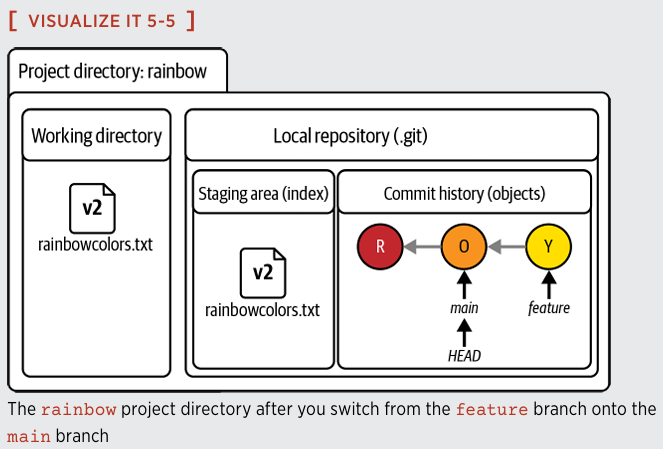 [ VISUALIZE IT 5-5 ]
Project directory: rainbow
Working directory
Local repository (.git)
Staging area (index)
Commit history (objects)
v2
rainbowcolors.txt
v2
rainbowcolors.txt
R
O
Y
main
feature
HEAD
The rainbow project directory after you switch from the feature branch onto the
main branch